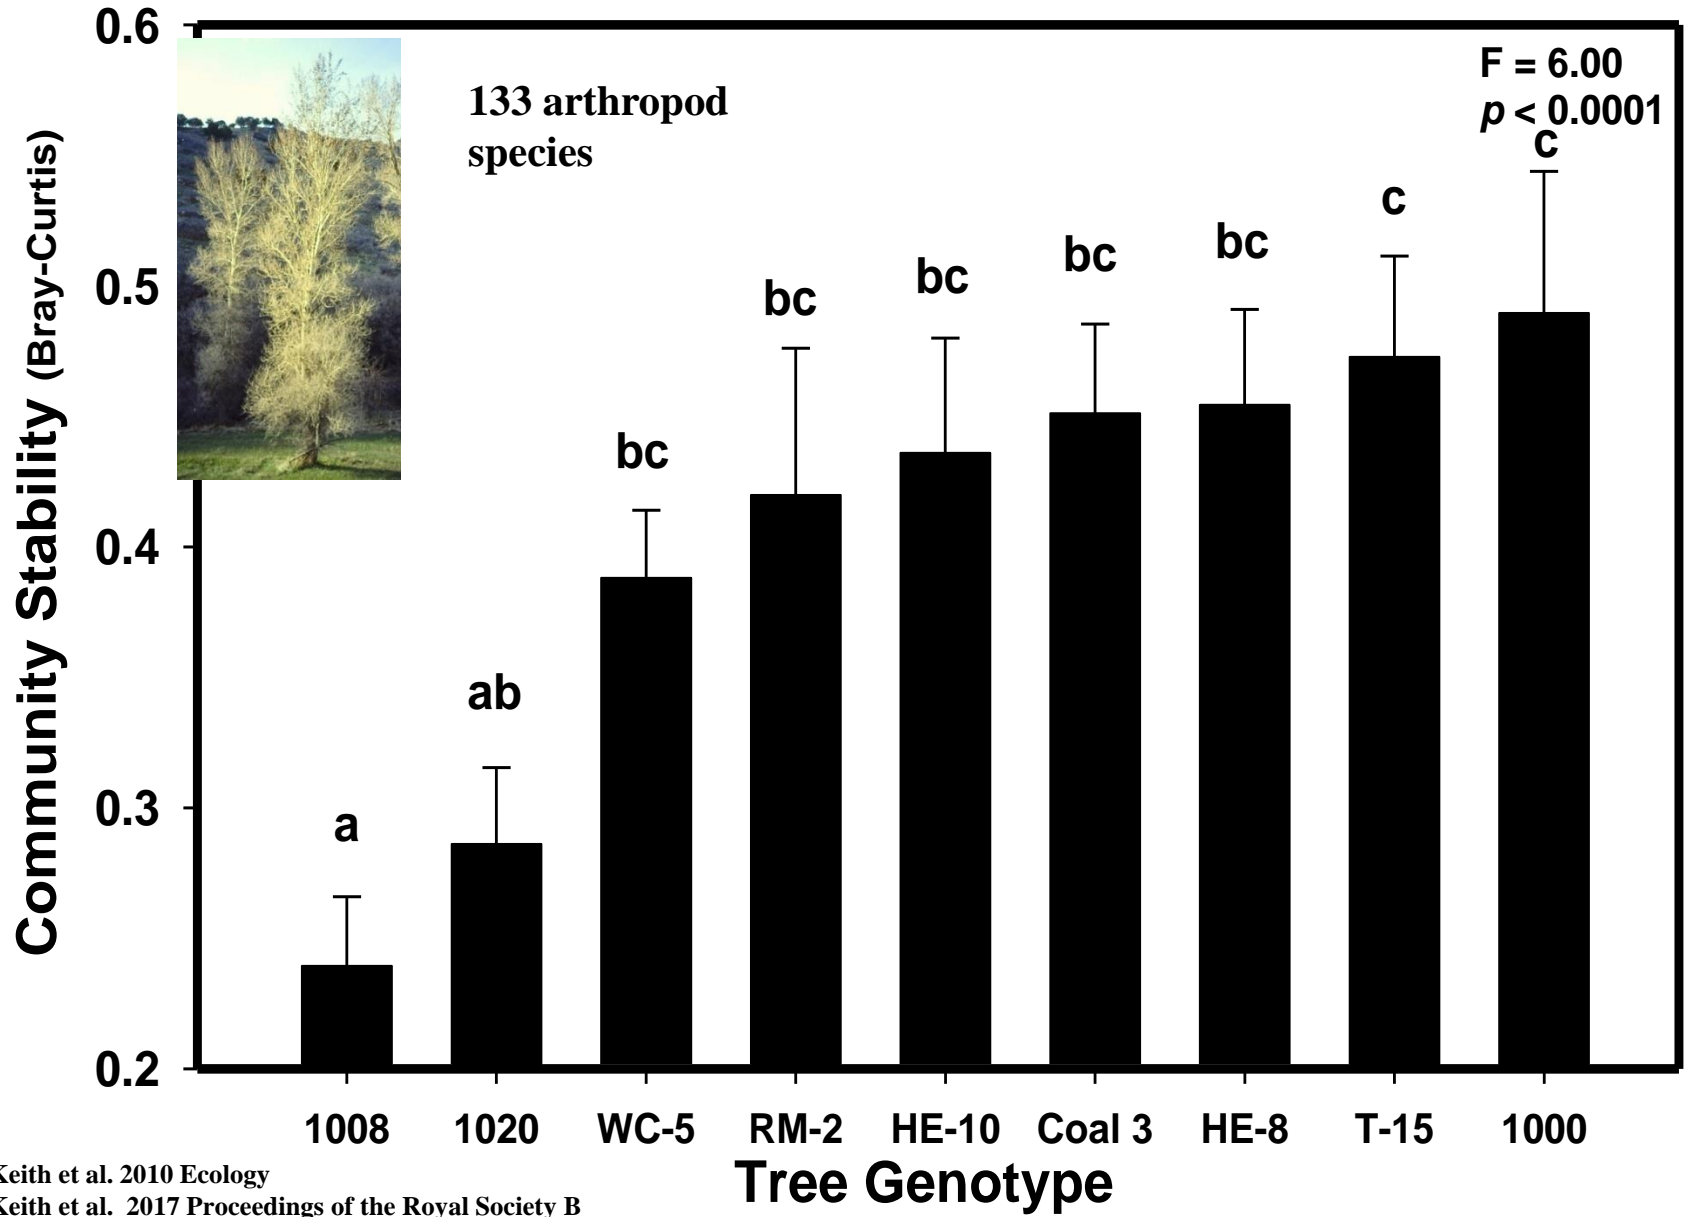 0.6
0.5
0.4
0.3
0.2
Community Stability (Bray-Curtis)
133 arthropod
species
F = 6.00
p < 0.0001
a
ab
bc
bc
bc
bc
bc
c
c
1008 1020 WC-5 RM-2 HE-10 Coal 3 HE-8 T-15 1000
Tree Genotype
Keith et al. 2010 Ecology
Keith et al. 2017 Proceedings of the Royal Society B